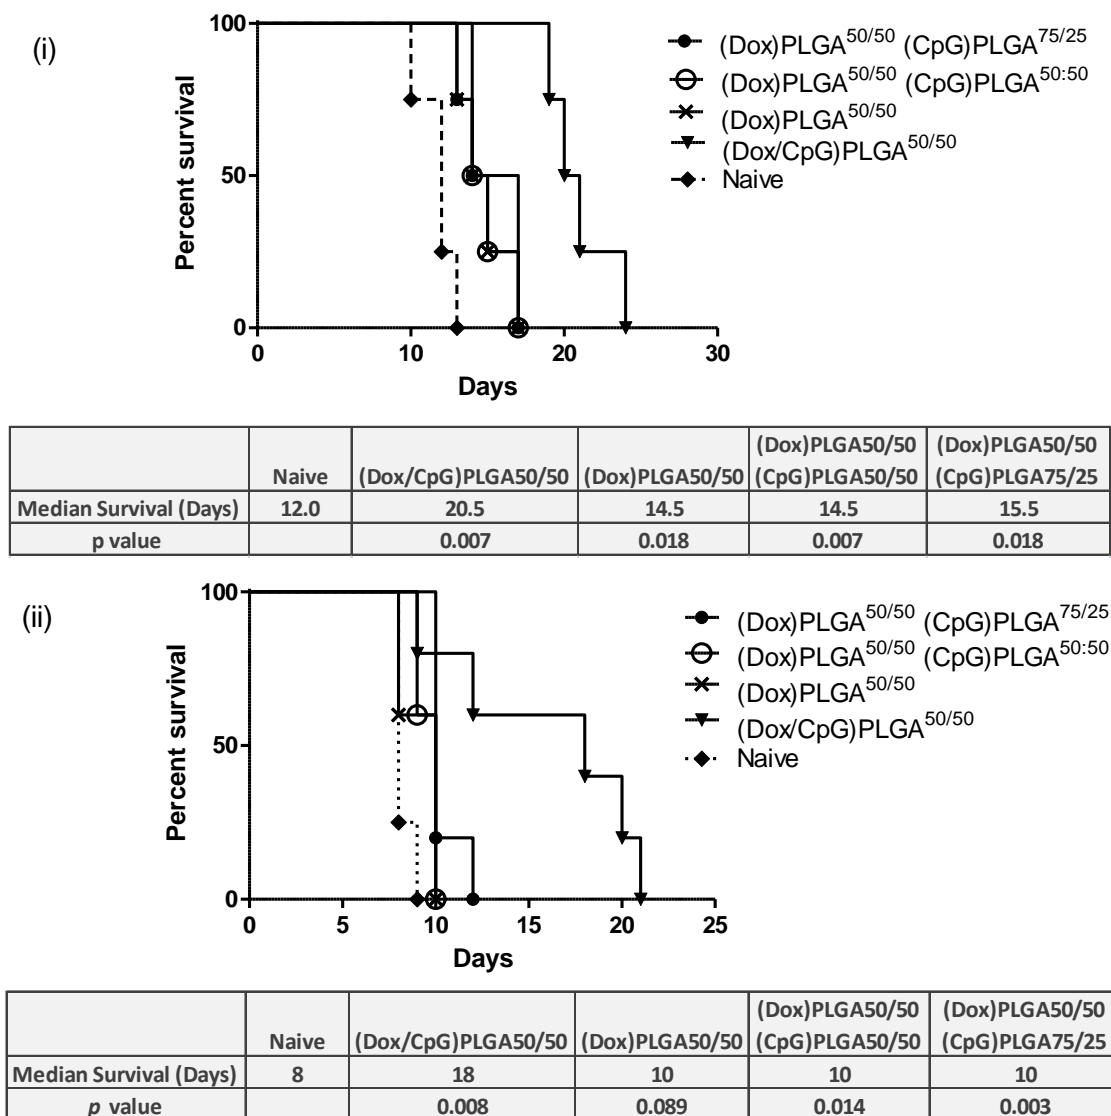 (i)
100
50
0
Percent survival
0 10 20 30
Days
(Dox)PLGA50/50 (CpG)PLGA75/25
(Dox)PLGA50/50 (CpG)PLGA50:50
(Dox)PLGA50/50
(Dox/CpG)PLGA50/50
Naive
(Dox)PLGA50/50 (Dox)PLGA50/50
Naive (Dox/CpG)PLGA50/50 (Dox)PLGA50/50 (CpG)PLGA50/50 (CpG)PLGA75/25
Median Survival (Days) 12.0 20.5 14.5 14.5 15.5
p value 0.007 0.018 0.007 0.018
(ii)
100
50
0
Percent survival
0 5 10 15 20 25
Days
(Dox)PLGA50/50 (CpG)PLGA75/25
(Dox)PLGA50/50 (CpG)PLGA50:50
(Dox)PLGA50/50
(Dox/CpG)PLGA50/50
Naive
(Dox)PLGA50/50 (Dox)PLGA50/50
Naive (Dox/CpG)PLGA50/50 (Dox)PLGA50/50 (CpG)PLGA50/50 (CpG)PLGA75/25
Median Survival (Days) 8 18 10 10 10
p value 0.008 0.089 0.014 0.003